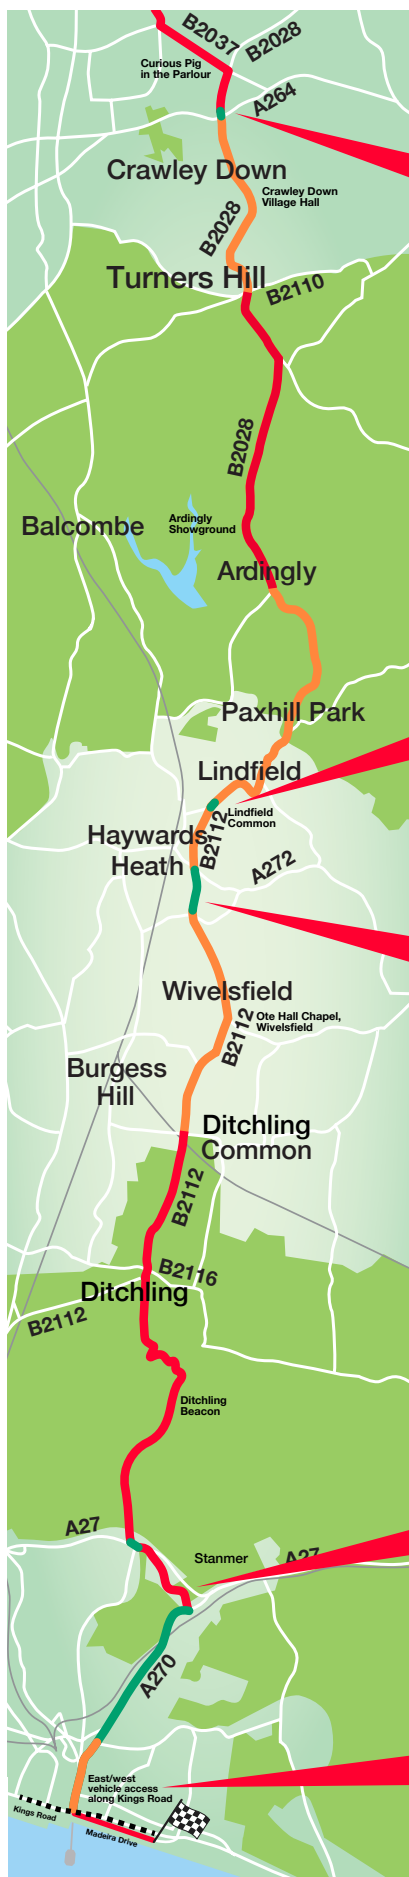 B2037
B2028
Curious Pig
in the Parlour
A264
Crawley Down
Crawley Down
Village Hall
B2028
Turners Hill
B2110
B2028
Balcombe
Ardingly
Showground
Ardingly
Paxhill Park
Lindfield
Lindfield
Common
B2112
Haywards
Heath
A272
Wivelsfield
Ote Hall Chapel,
Wivelsfield
B2112
Burgess
Hill
Ditchling
Common
B2112
B2116
Ditchling
B2112
Ditchling
Beacon
A27
Stanmer
A27
A270
East/west
vehicle access
along Kings Road
Kings Road
Madeira Drive